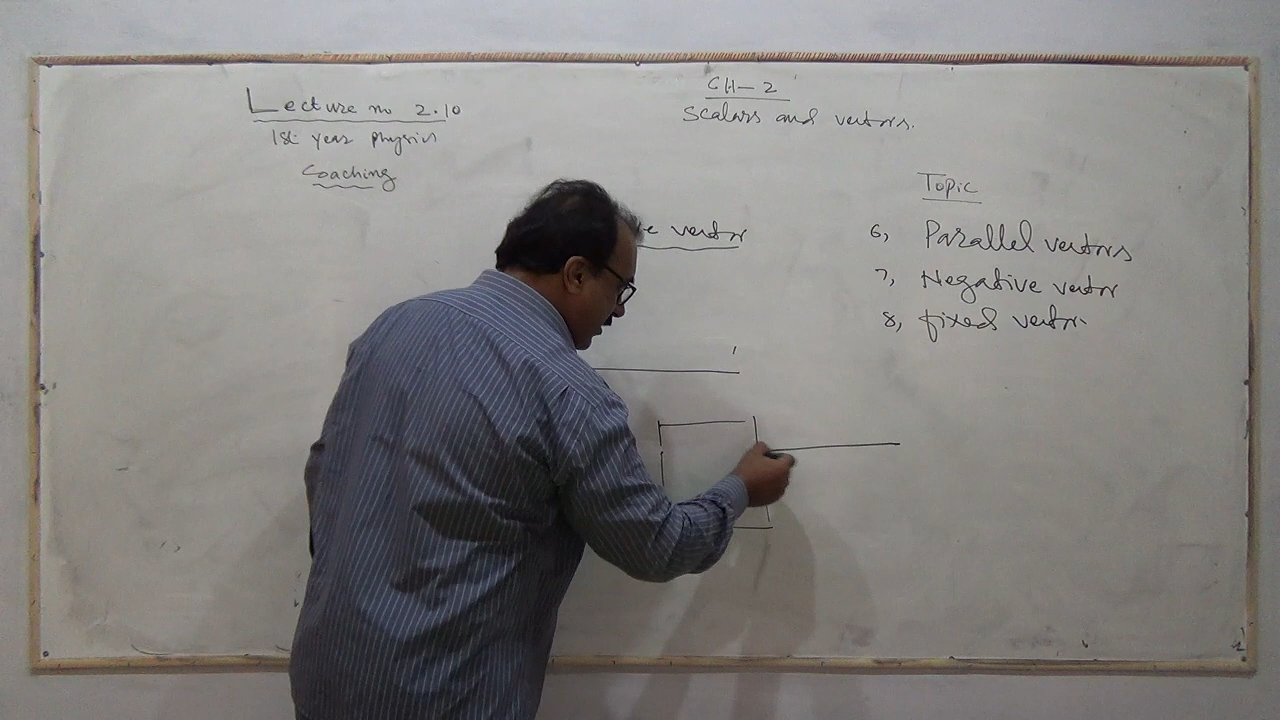 Lecture no 2.10
1st year physics
Coaching
CH-2
Scalars and vectors.
e vector
Topic
6, Parallel vectors
7, Negative vector
8, fixed vector.